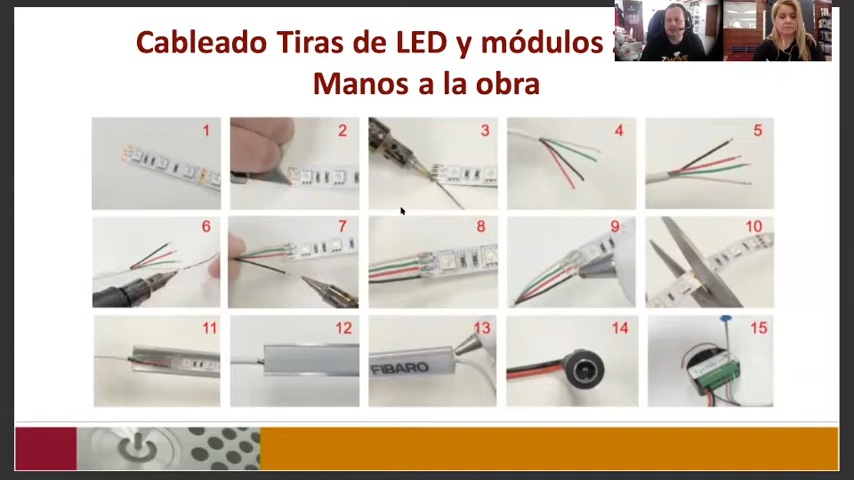 Cableado Tiras de LED y módulos
Manos a la obra
1 2 3 4 5
6 7 8 9 10
11 12 13 14 15
FIBARO